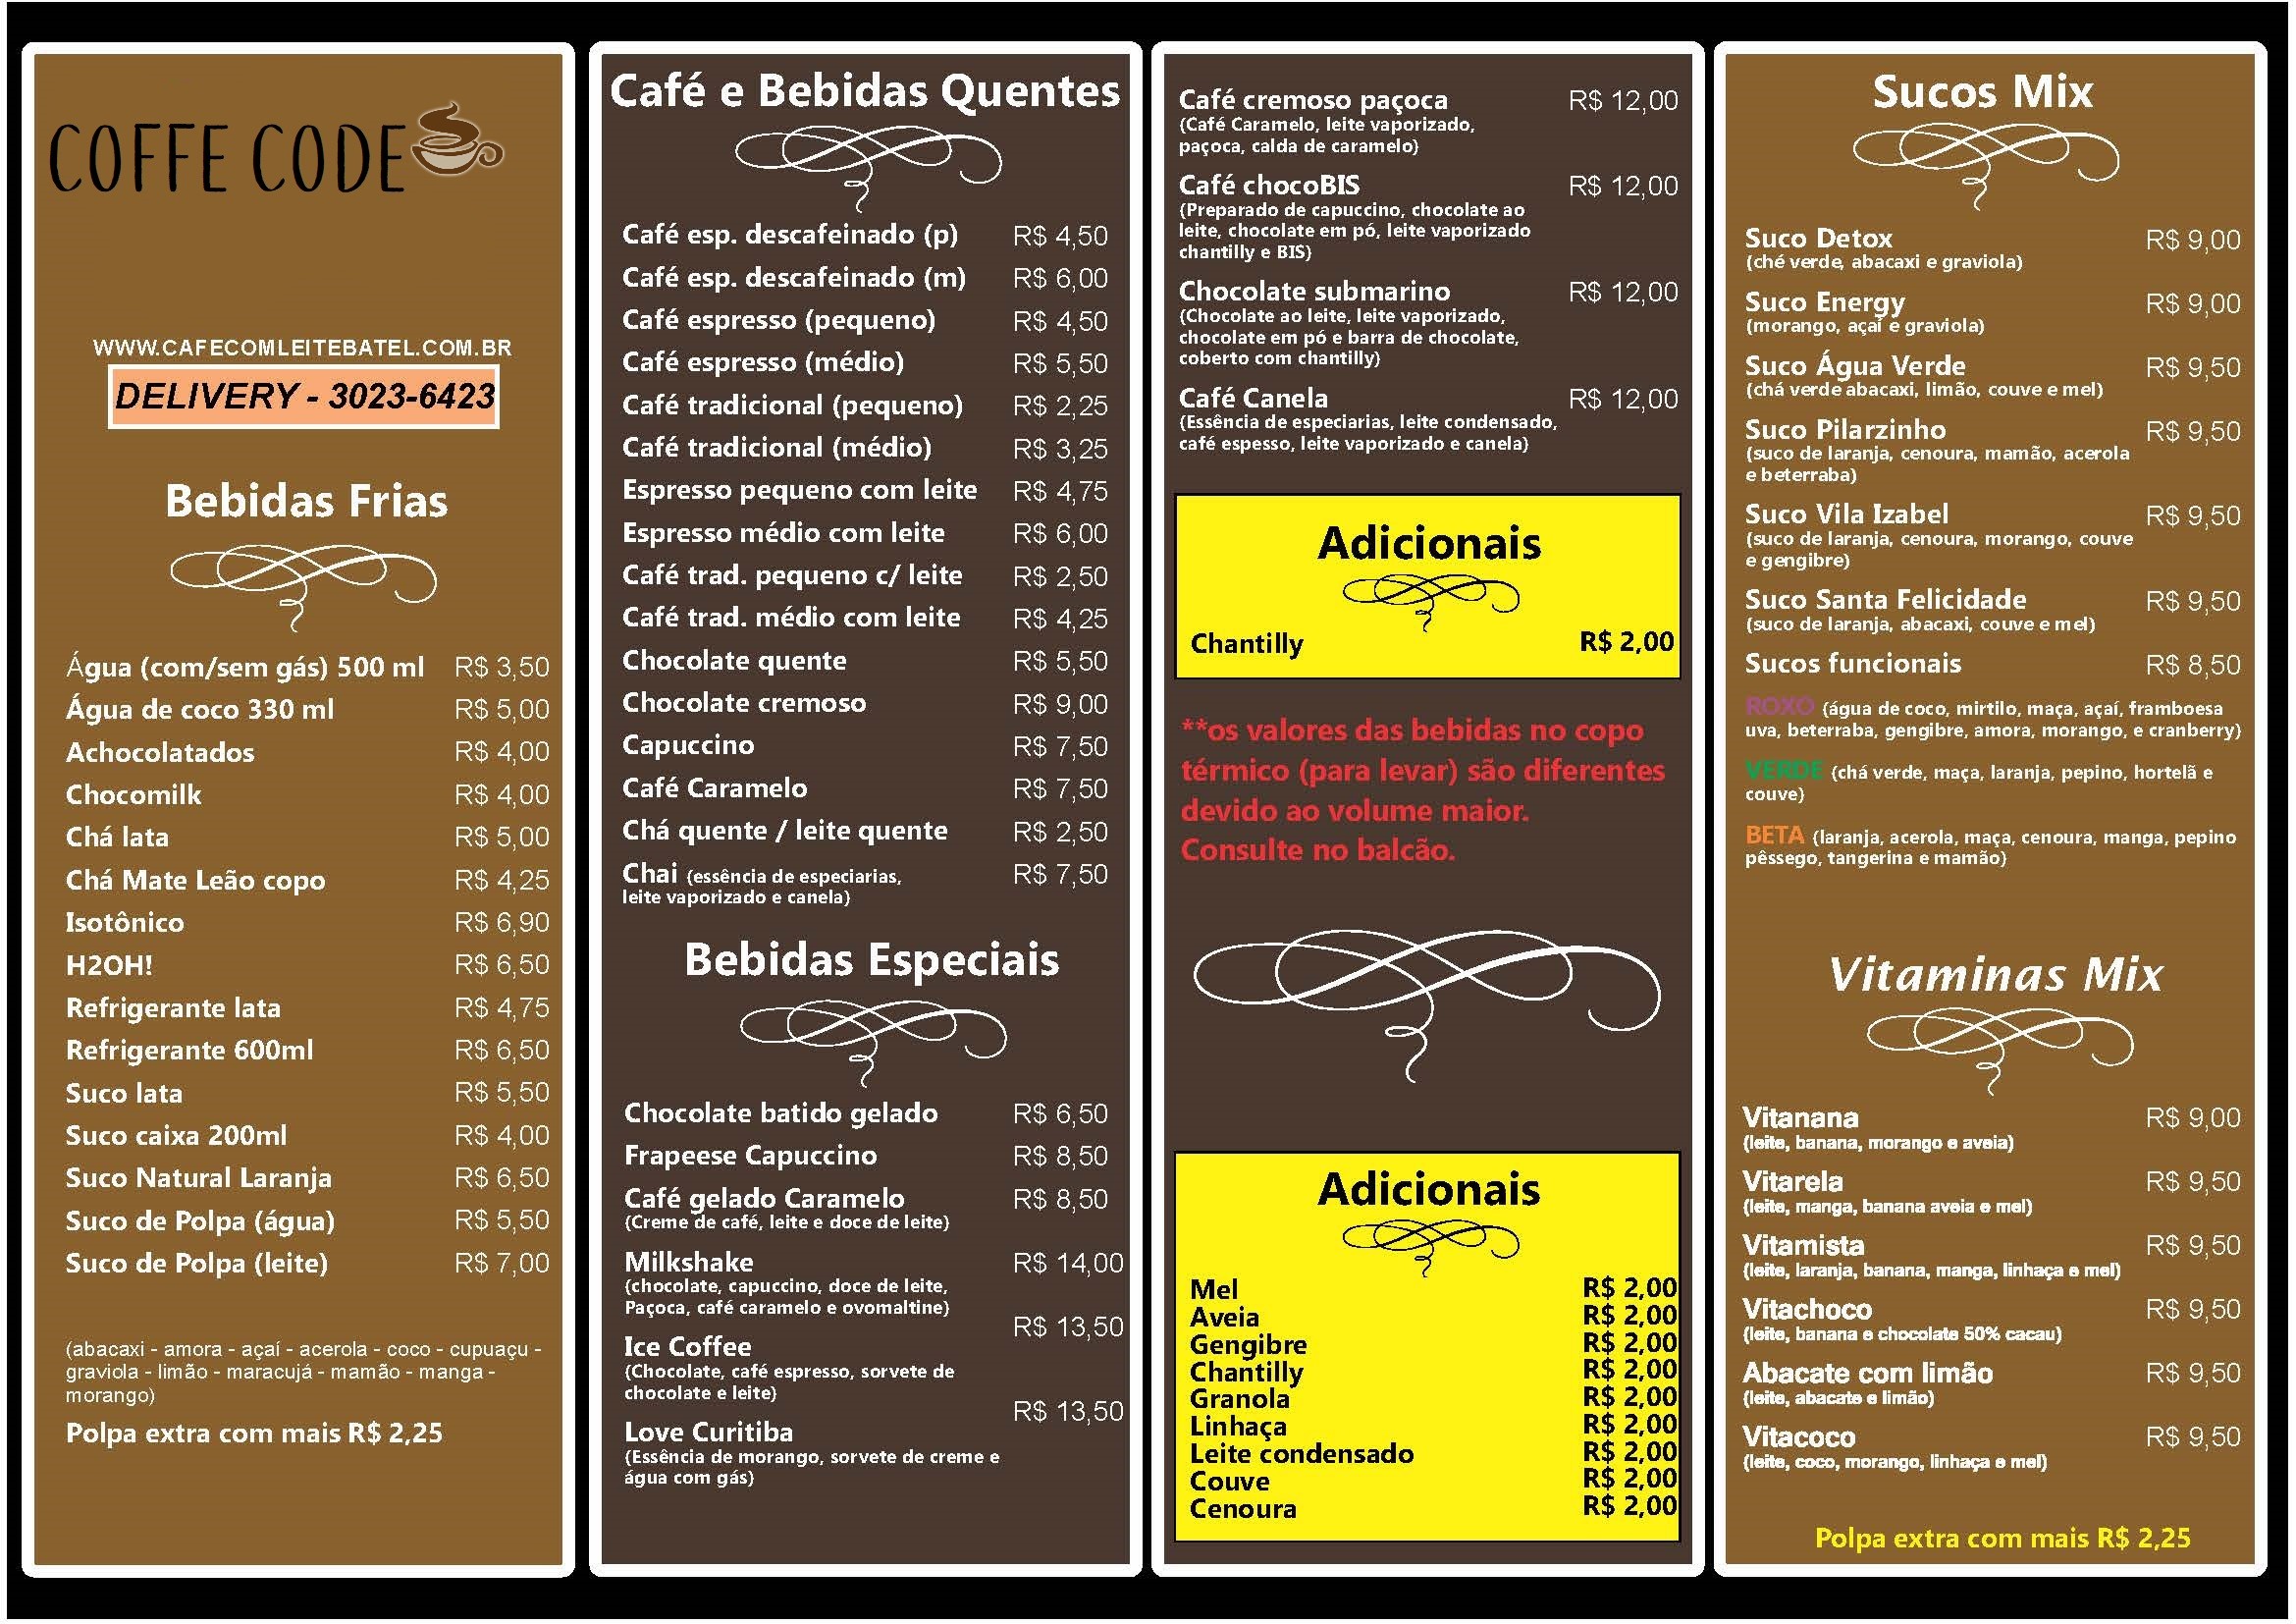 COFFE CODE
WWW.CAFECOMLEITEBATEL.COM.BR
DELIVERY - 3023-6423
Bebidas Frias
Água (com/sem gás) 500 ml R$ 3,50
Água de coco 330 ml R$ 5,00
Achocolatados R$ 4,00
Chocomilk R$ 4,00
Chá lata R$ 5,00
Chá Mate Leão copo R$ 4,25
Isotônico R$ 6,90
H2OH! R$ 6,50
Refrigerante lata R$ 4,75
Refrigerante 600ml R$ 6,50
Suco lata R$ 5,50
Suco caixa 200ml R$ 4,00
Suco Natural Laranja R$ 6,50
Suco de Polpa (água) R$ 5,50
Suco de Polpa (leite) R$ 7,00
(abacaxi - amora - açaí - acerola - coco - cupuaçu -
graviola - limão - maracujá - mamão - manga -
morango)
Polpa extra com mais R$ 2,25
Café e Bebidas Quentes
Café esp. descafeinado (p) R$ 4,50
Café esp. descafeinado (m) R$ 6,00
Café espresso (pequeno) R$ 4,50
Café espresso (médio) R$ 5,50
Café tradicional (pequeno) R$ 2,25
Café tradicional (médio) R$ 3,25
Espresso pequeno com leite R$ 4,75
Espresso médio com leite R$ 6,00
Café trad. pequeno c/ leite R$ 2,50
Café trad. médio com leite R$ 4,25
Chocolate quente R$ 5,50
Chocolate cremoso R$ 9,00
Capuccino R$ 7,50
Café Caramelo R$ 7,50
Chá quente / leite quente R$ 2,50
Chai (essência de especiarias, R$ 7,50
leite vaporizado e canela)
Bebidas Especiais
Chocolate batido gelado R$ 6,50
Frapeese Capuccino R$ 8,50
Café gelado Caramelo R$ 8,50
(Creme de café, leite e doce de leite)
Milkshake R$ 14,00
(chocolate, capuccino, doce de leite,
Paçoca, café caramelo e ovomaltine)
R$ 13,50
Ice Coffee
(Chocolate, café espresso, sorvete de
chocolate e leite)
R$ 13,50
Love Curitiba
(Essência de morango, sorvete de creme e
água com gás)
Café cremoso paçoca R$ 12,00
(Café Caramelo, leite vaporizado,
paçoca, calda de caramelo)
Café chocoBIS R$ 12,00
(Preparado de capuccino, chocolate ao
leite, chocolate em pó, leite vaporizado
chantilly e BIS)
Chocolate submarino R$ 12,00
(Chocolate ao leite, leite vaporizado,
chocolate em pó e barra de chocolate,
coberto com chantilly)
Café Canela R$ 12,00
(Essência de especiarias, leite condensado,
café espesso, leite vaporizado e canela)
Adicionais
Chantilly R$ 2,00
**os valores das bebidas no copo
térmico (para levar) são diferentes
devido ao volume maior.
Consulte no balcão.
Adicionais
Mel R$ 2,00
Aveia R$ 2,00
Gengibre R$ 2,00
Chantilly R$ 2,00
Granola R$ 2,00
Linhaça R$ 2,00
Leite condensado R$ 2,00
Couve R$ 2,00
Cenoura R$ 2,00
Sucos Mix
Suco Detox R$ 9,00
(ché verde, abacaxi e graviola)
Suco Energy R$ 9,00
(morango, açaí e graviola)
Suco Água Verde R$ 9,50
(chá verde abacaxi, limão, couve e mel)
Suco Pilarzinho R$ 9,50
(suco de laranja, cenoura, mamão, acerola
e beterraba)
Suco Vila Izabel R$ 9,50
(suco de laranja, cenoura, morango, couve
e gengibre)
Suco Santa Felicidade R$ 9,50
(suco de laranja, abacaxi, couve e mel)
Sucos funcionais R$ 8,50
ROXO (água de coco, mirtilo, maça, açaí, framboesa
uva, beterraba, gengibre, amora, morango, e cranberry)
VERDE (chá verde, maça, laranja, pepino, hortelã e
couve)
BETA (laranja, acerola, maça, cenoura, manga, pepino
pêssego, tangerina e mamão)
Vitaminas Mix
Vitanana R$ 9,00
(leite, banana, morango e aveia)
Vitarela R$ 9,50
(leite, manga, banana aveia e mel)
Vitamista R$ 9,50
(leite, laranja, banana, manga, linhaça e mel)
Vitachoco R$ 9,50
(leite, banana e chocolate 50% cacau)
Abacate com limão R$ 9,50
(leite, abacate e limão)
Vitacoco R$ 9,50
(leite, coco, morango, linhaça e mel)
Polpa extra com mais R$ 2,25